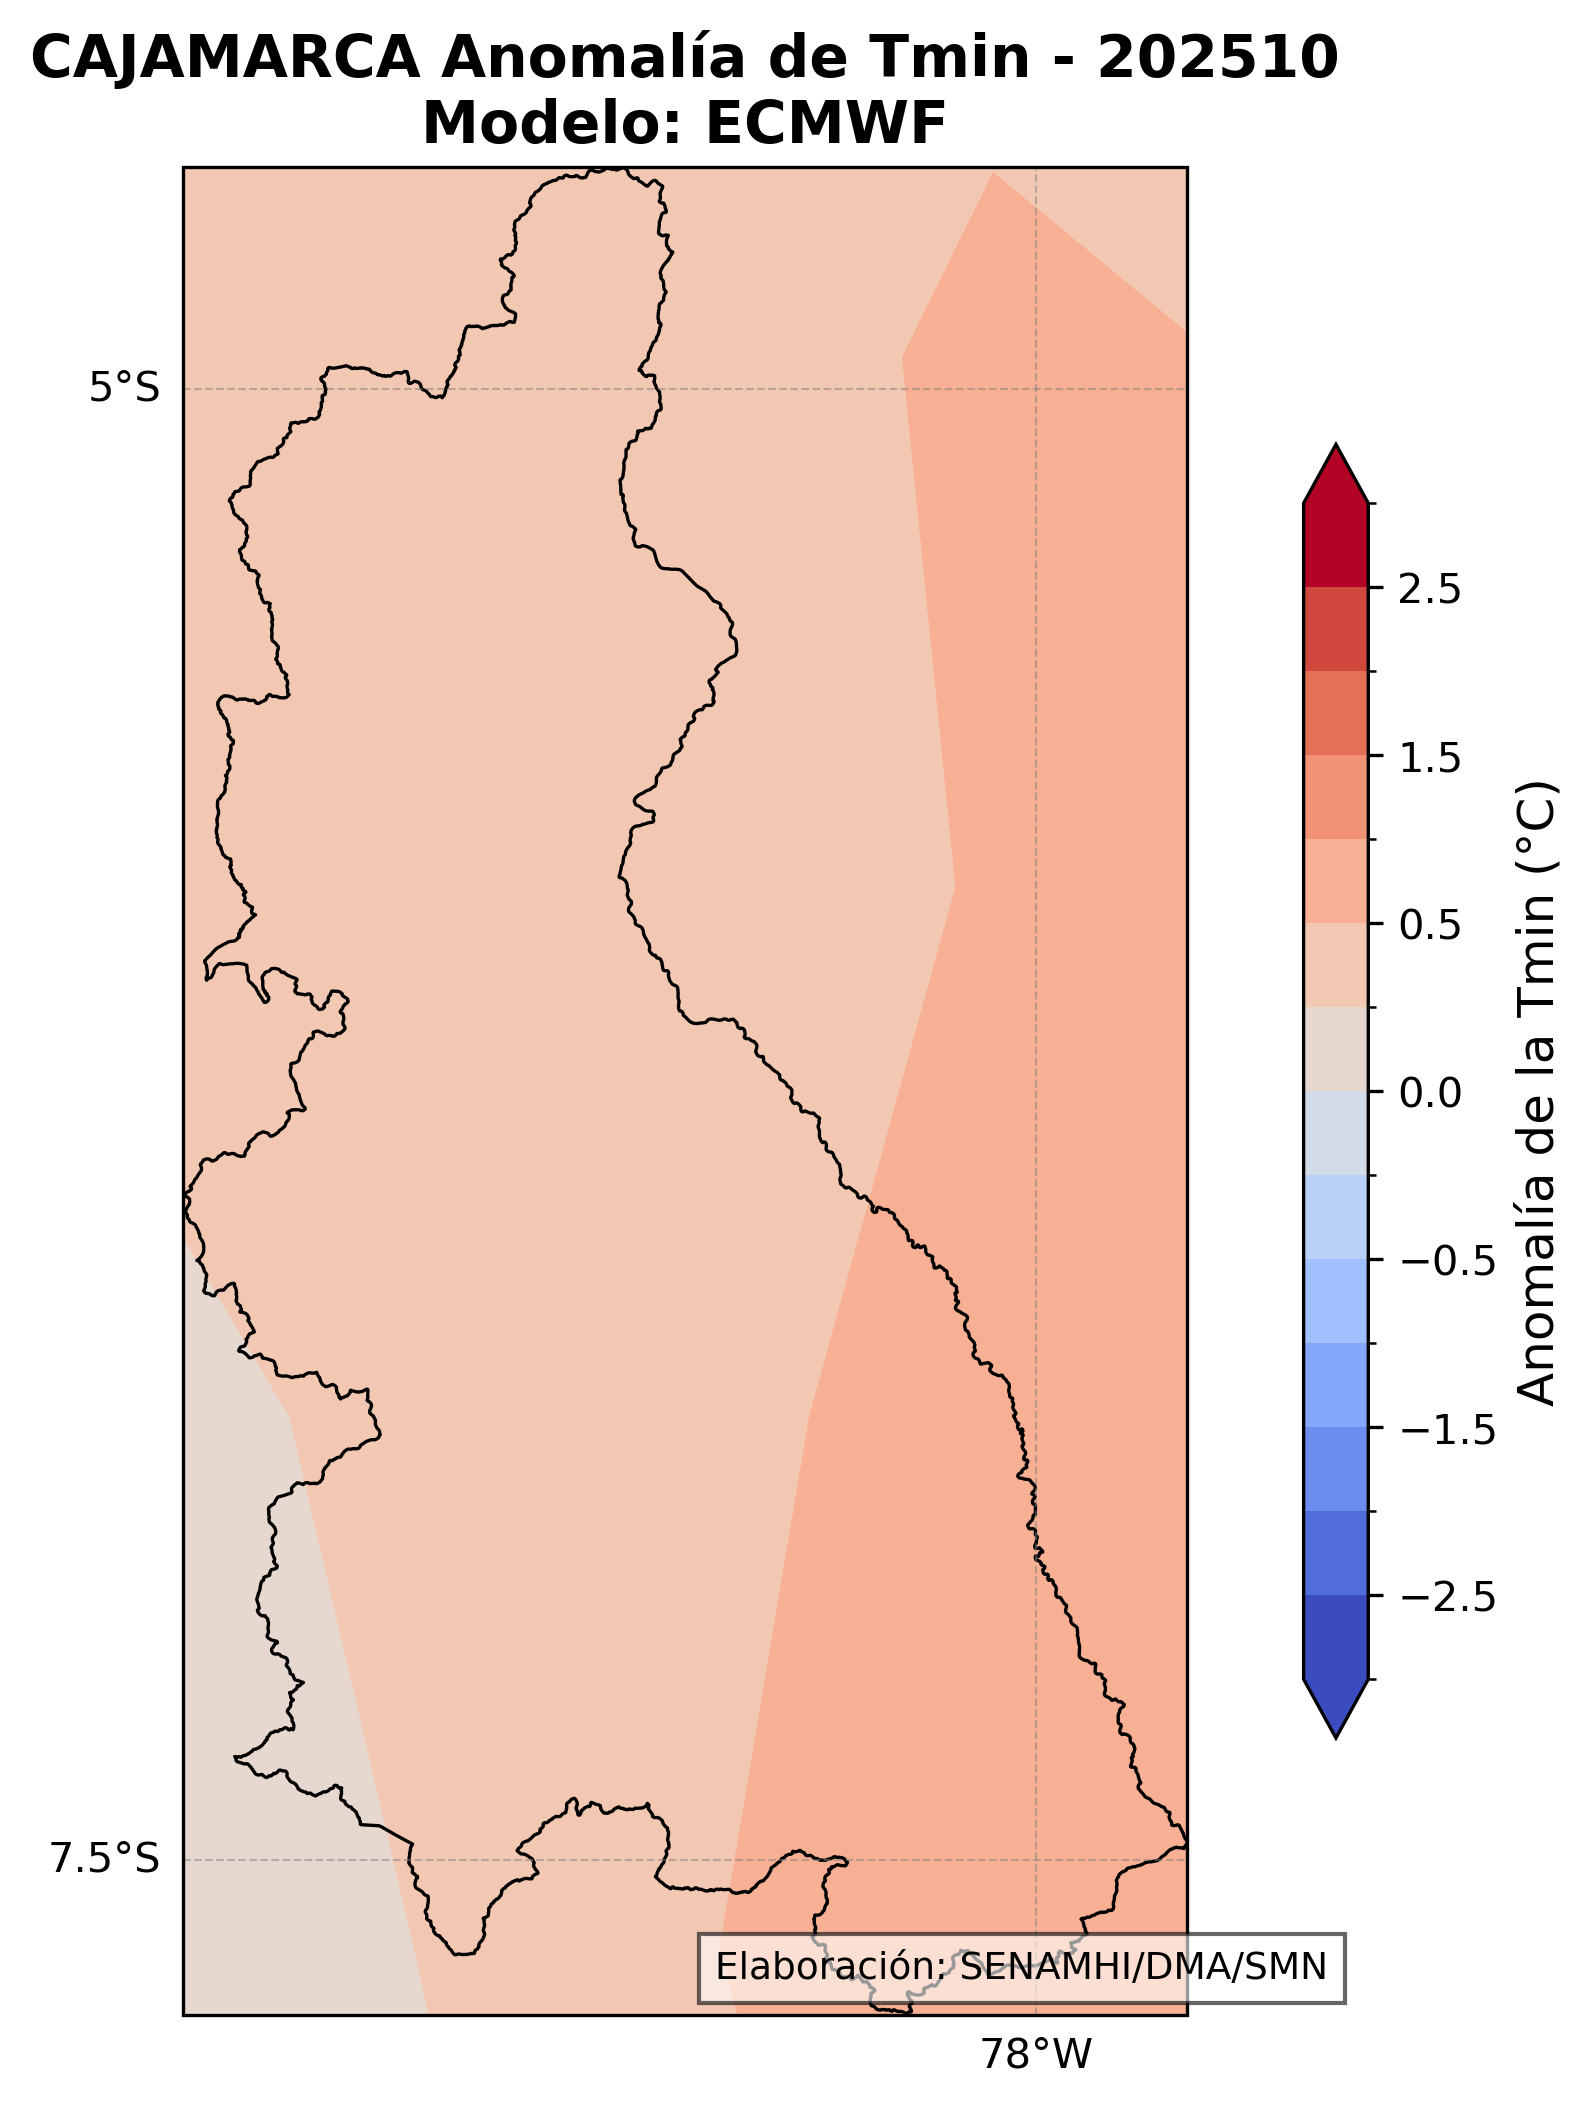 CAJAMARCA Anomalía de Tmin - 202510
Modelo: ECMWF
5°S
7.5°S
78°W
2.5
1.5
0.5
0.0
−0.5
−1.5
−2.5
Anomalía de la Tmin (°C)
Elaboración: SENAMHI/DMA/SMN